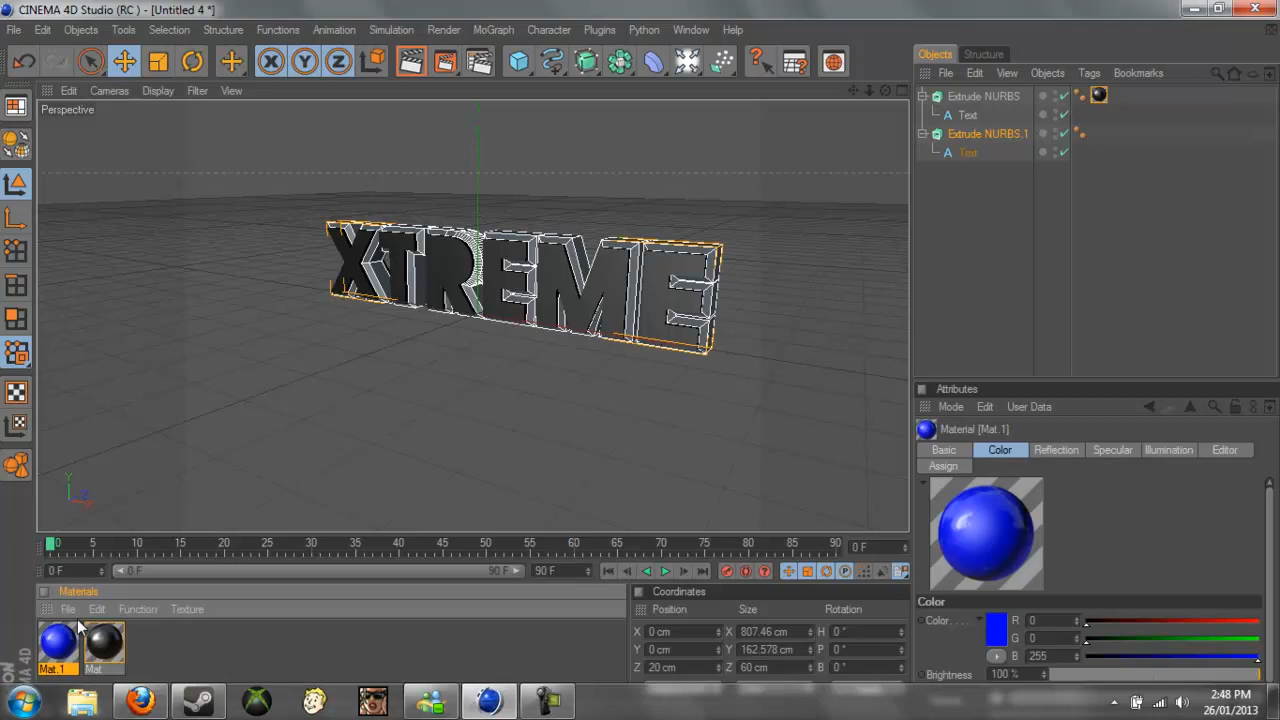 CINEMA 4D Studio (RC ) - [Untitled 4 *]
File Edit Objects Tools Selection Structure Functions Animation Simulation Render MoGraph Character Plugins Python Window Help
X Y Z
Edit Cameras Display Filter View
Perspective
XTREME
Y
Z
X
0 5 10 15 20 25 30 35 40 45 50 55 60 65 70 75 80 85 90 0 F
0 F 0 F 90 F 90 F
Materials
File Edit Function Texture
Mat.1 Mat
Coordinates
Position Size Rotation
X 0 cm X 807.46 cm H 0 °
Y 0 cm Y 162.578 cm P 0 °
Z 20 cm Z 60 cm B 0 °
Objects Structure
File Edit View Objects Tags Bookmarks
Extrude NURBS
A Text
Extrude NURBS.1
A Text
Attributes
Mode Edit User Data
Material [Mat.1]
Basic Color Reflection Specular Illumination Editor
Assign
Color
Color. . . . R 0
G 0
B 255
Brightness 100 %
CINEMA 4D
2:48 PM
26/01/2013